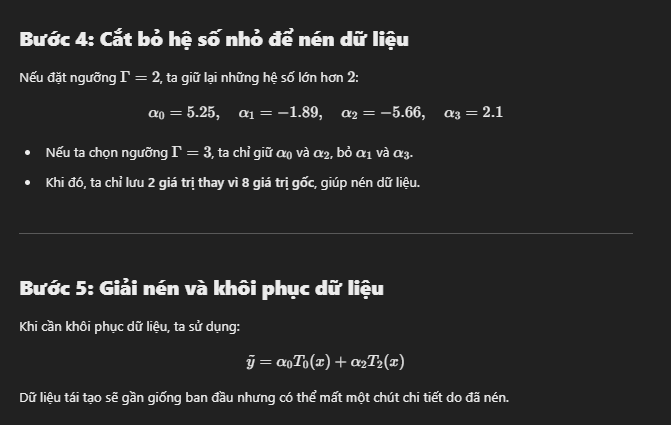 Bước 4: Cắt bỏ hệ số nhỏ để nén dữ liệu
Nếu đặt ngưỡng Γ = 2, ta giữ lại những hệ số lớn hơn 2:
α₀ = 5.25, α₁ = −1.89, α₂ = −5.66, α₃ = 2.1
• Nếu ta chọn ngưỡng Γ = 3, ta chỉ giữ α₀ và α₂, bỏ α₁ và α₃.
• Khi đó, ta chỉ lưu 2 giá trị thay vì 8 giá trị gốc, giúp nén dữ liệu.
Bước 5: Giải nén và khôi phục dữ liệu
Khi cần khôi phục dữ liệu, ta sử dụng:
ỹ = α₀T₀(x) + α₂T₂(x)
Dữ liệu tái tạo sẽ gần giống ban đầu nhưng có thể mất một chút chi tiết do đã nén.